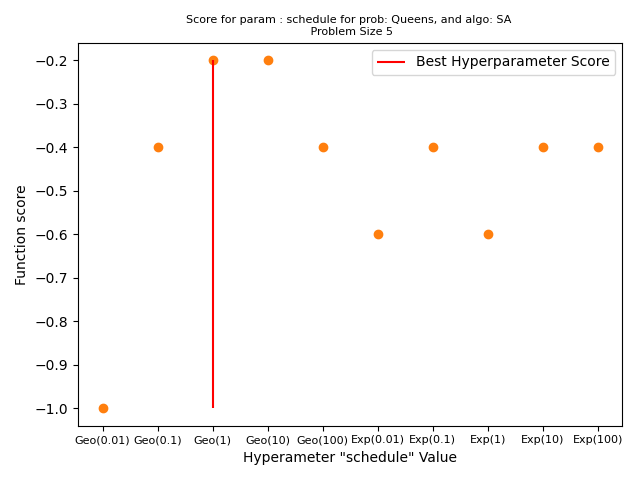 Score for param : schedule for prob: Queens, and algo: SA
Problem Size 5
Best Hyperparameter Score
Function score
−0.2
−0.3
−0.4
−0.5
−0.6
−0.7
−0.8
−0.9
−1.0
Geo(0.01) Geo(0.1) Geo(1) Geo(10) Geo(100) Exp(0.01) Exp(0.1) Exp(1) Exp(10) Exp(100)
Hyperameter "schedule" Value